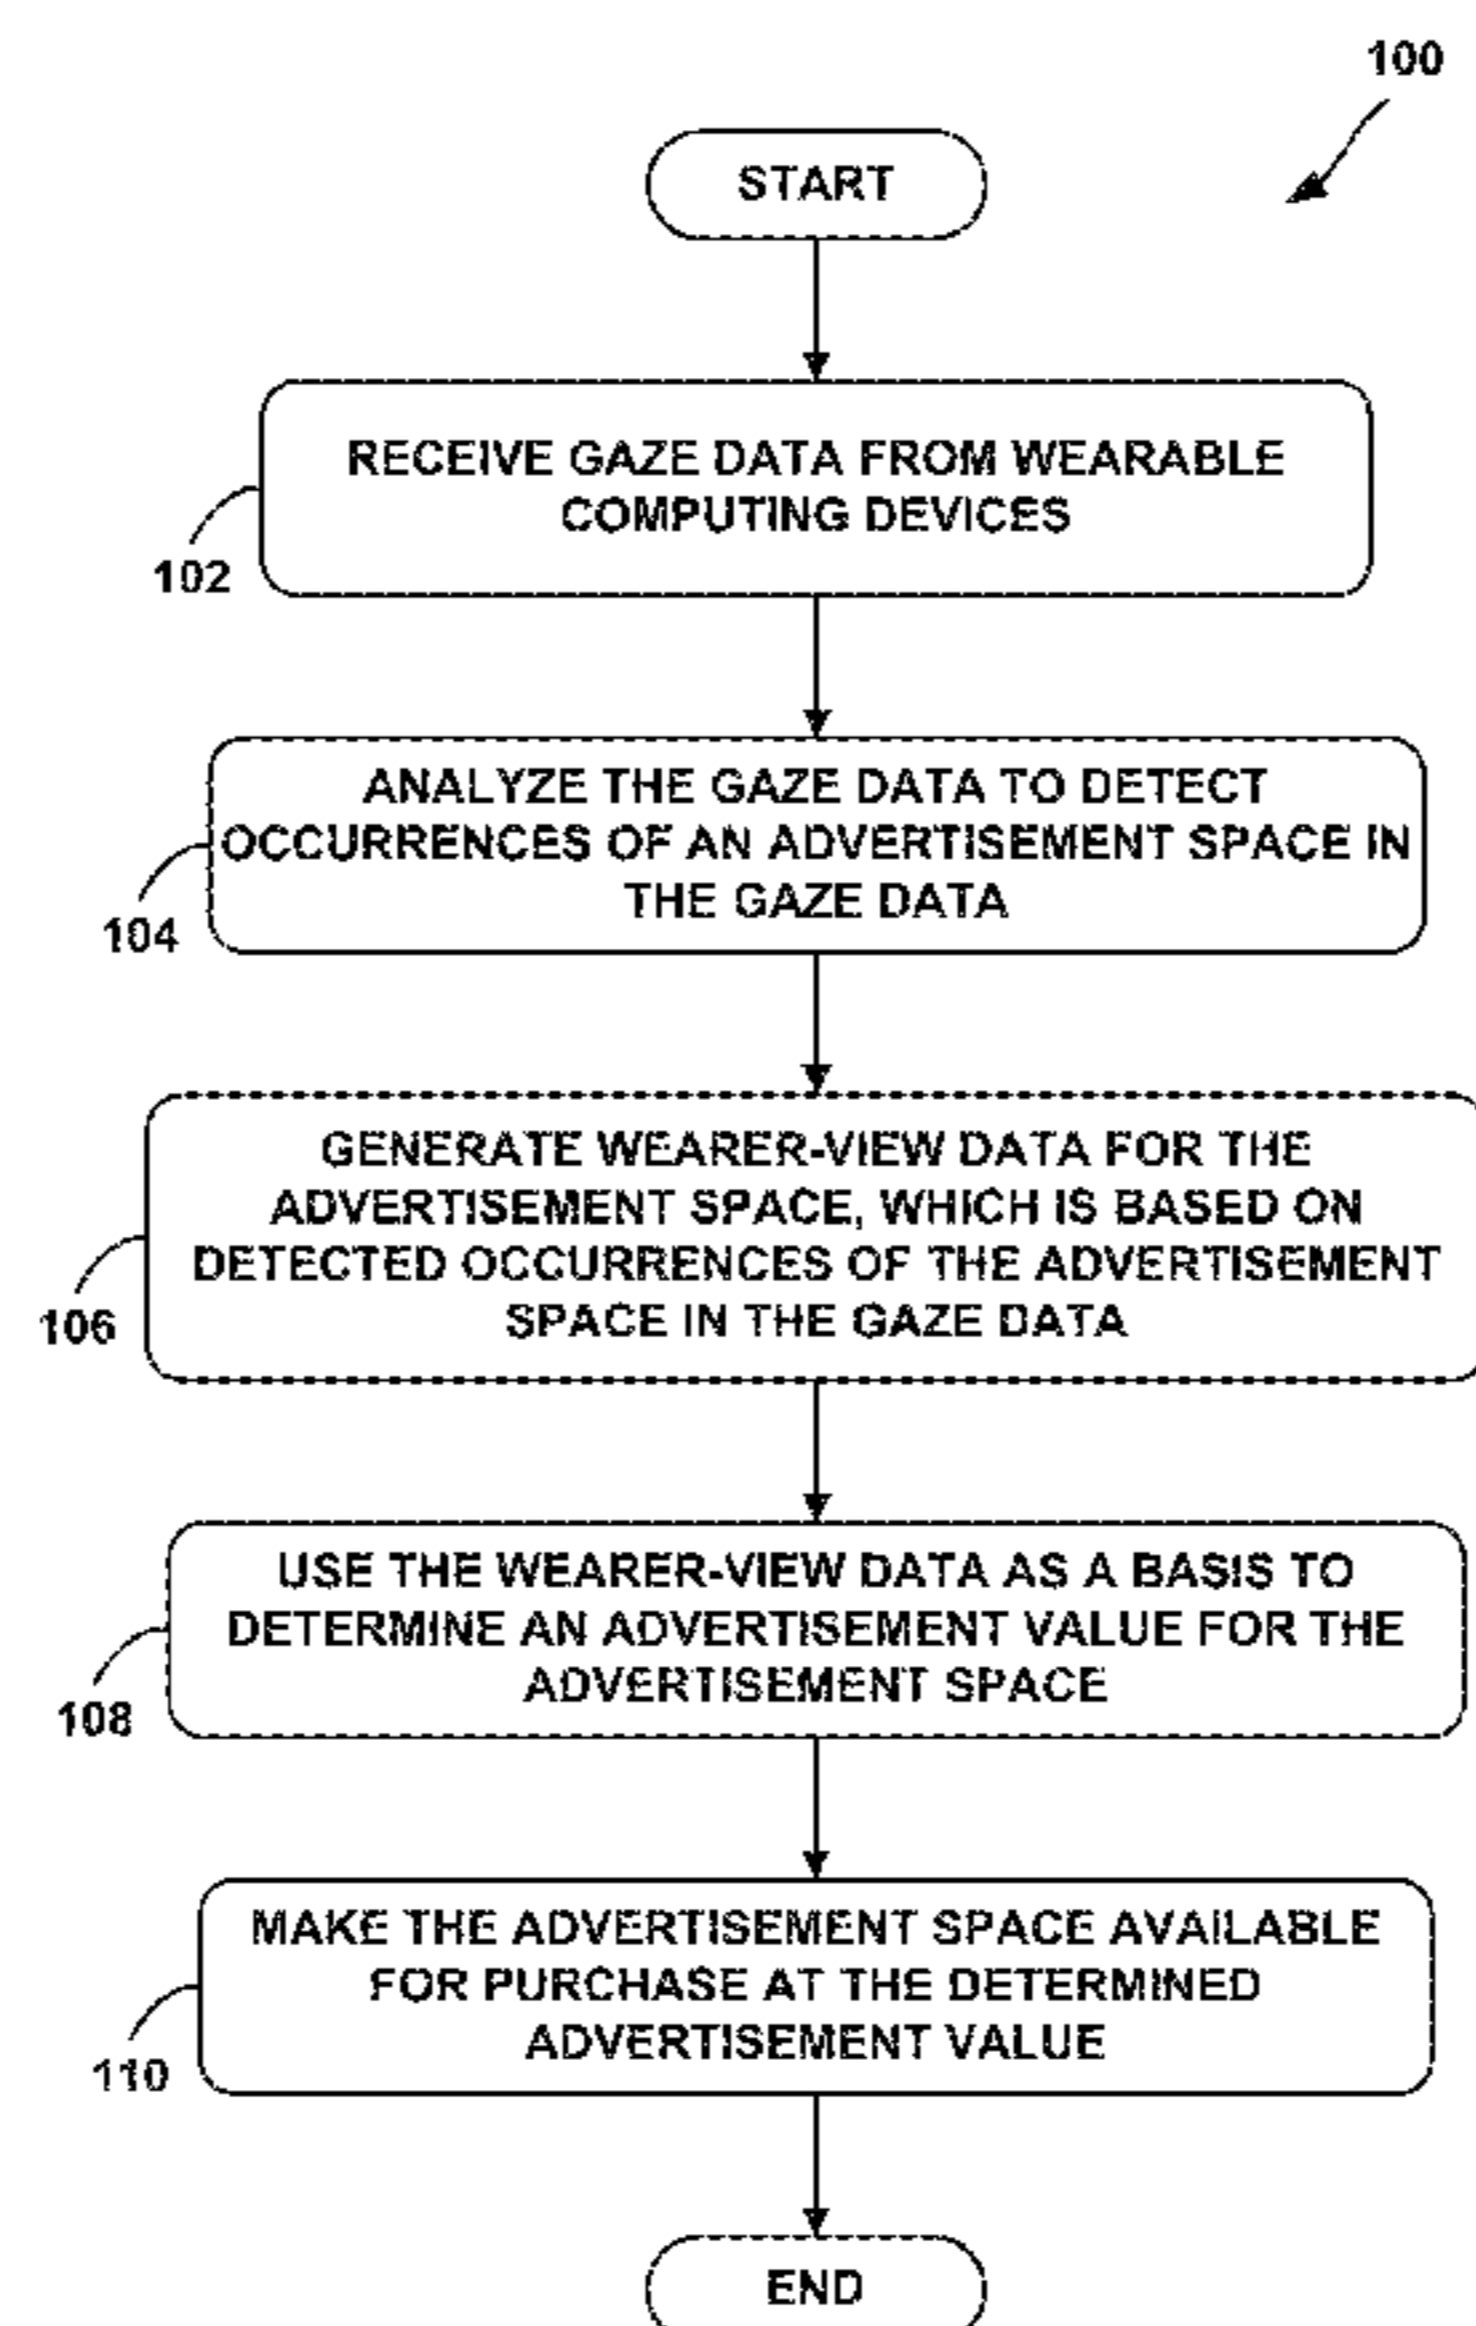 100
START
RECEIVE GAZE DATA FROM WEARABLE
COMPUTING DEVICES
102
ANALYZE THE GAZE DATA TO DETECT
OCCURRENCES OF AN ADVERTISEMENT SPACE IN
THE GAZE DATA
104
GENERATE WEARER-VIEW DATA FOR THE
ADVERTISEMENT SPACE, WHICH IS BASED ON
DETECTED OCCURRENCES OF THE ADVERTISEMENT
SPACE IN THE GAZE DATA
106
USE THE WEARER-VIEW DATA AS A BASIS TO
DETERMINE AN ADVERTISEMENT VALUE FOR THE
ADVERTISEMENT SPACE
108
MAKE THE ADVERTISEMENT SPACE AVAILABLE
FOR PURCHASE AT THE DETERMINED
ADVERTISEMENT VALUE
110
END